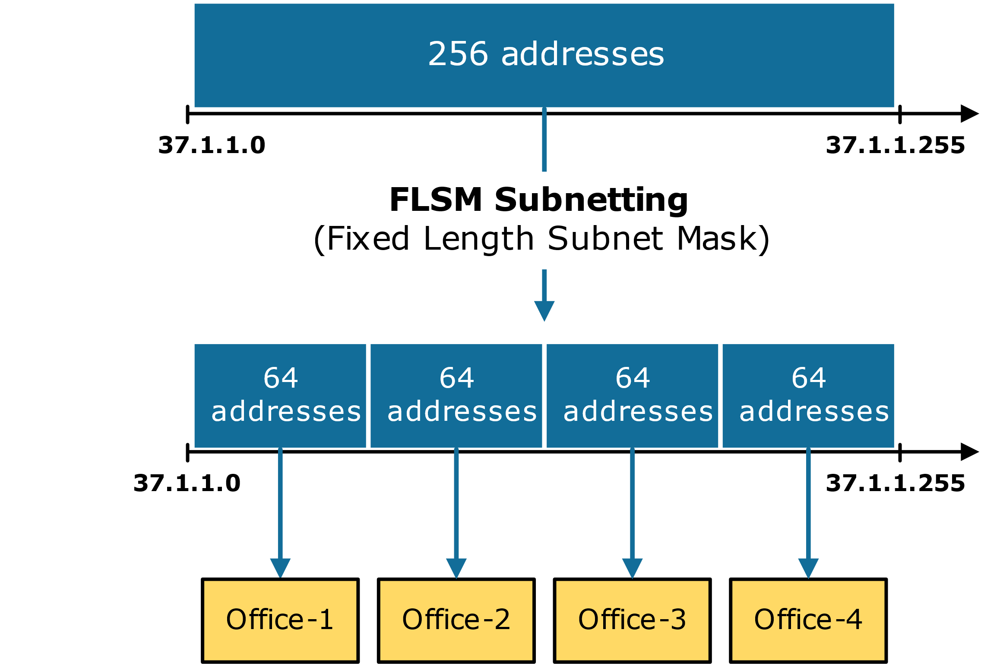 256 addresses
37.1.1.0
37.1.1.255
FLSM Subnetting
(Fixed Length Subnet Mask)
64
addresses
64
addresses
64
addresses
64
addresses
37.1.1.0
37.1.1.255
Office-1
Office-2
Office-3
Office-4